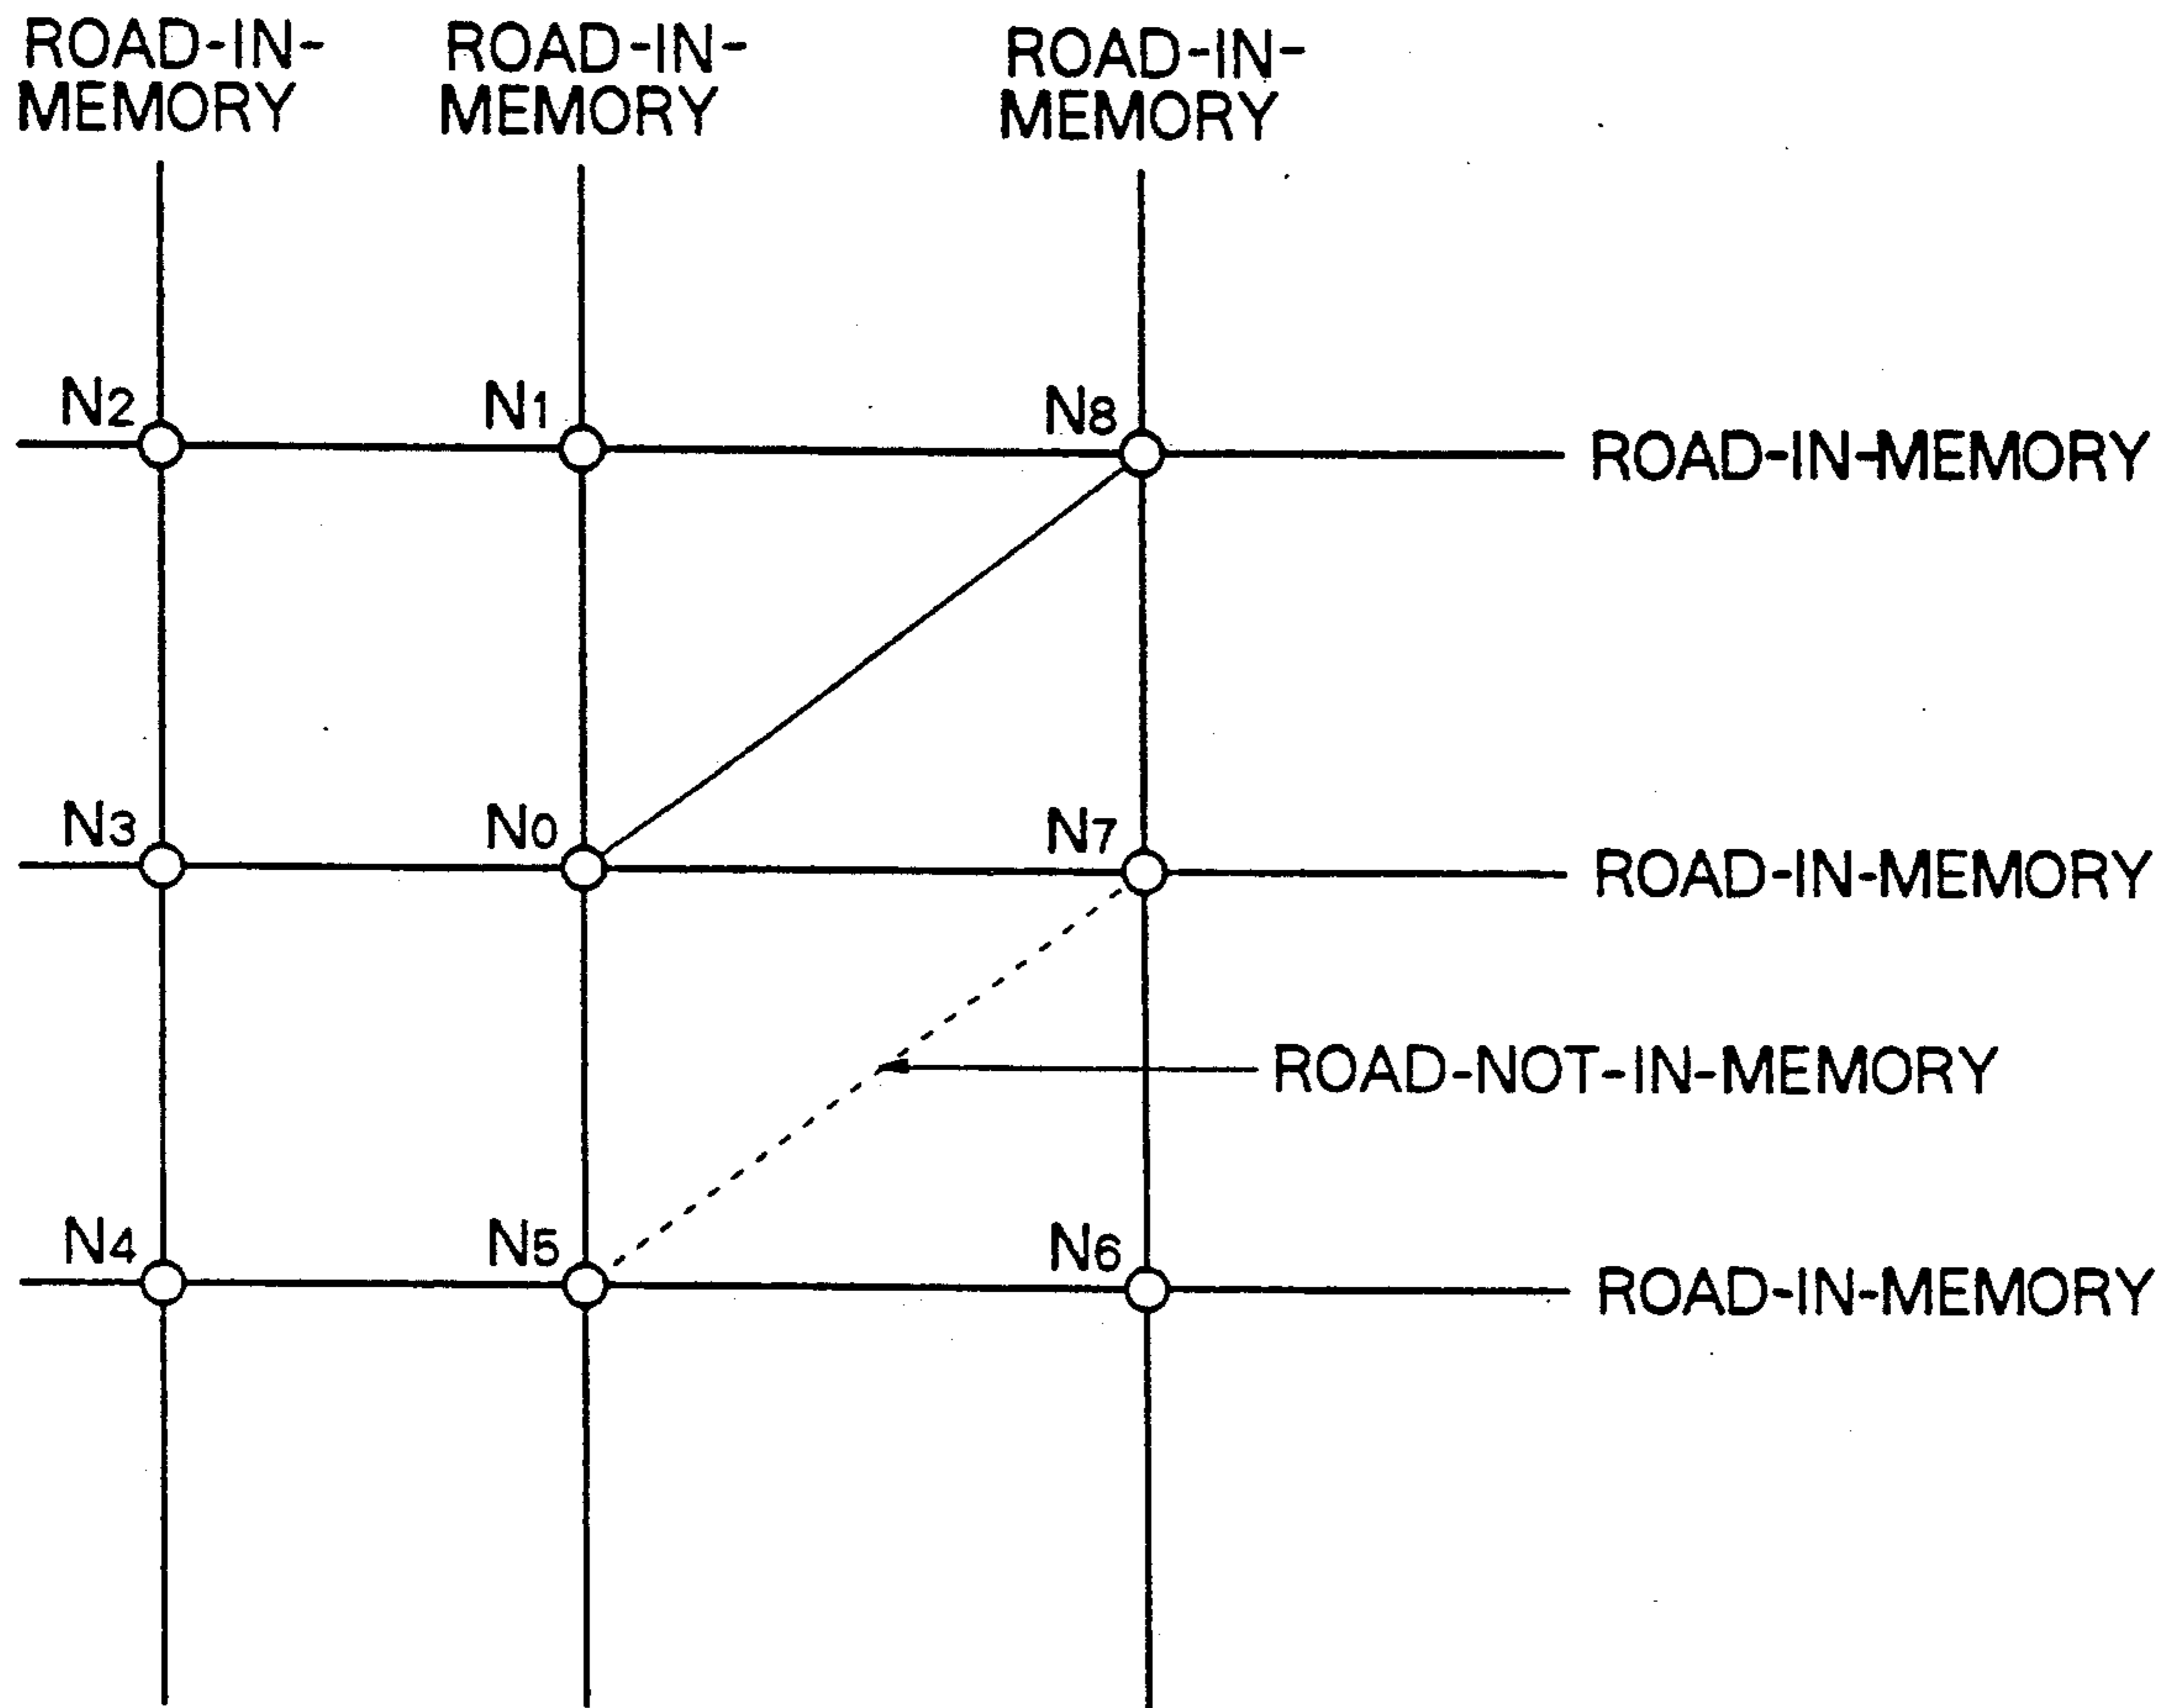 ROAD-IN-
MEMORY
ROAD-IN-
MEMORY
ROAD-IN-
MEMORY
N2
N1
N8
ROAD-IN-MEMORY
N3
N0
N7
ROAD-IN-MEMORY
ROAD-NOT-IN-MEMORY
N4
N5
N6
ROAD-IN-MEMORY